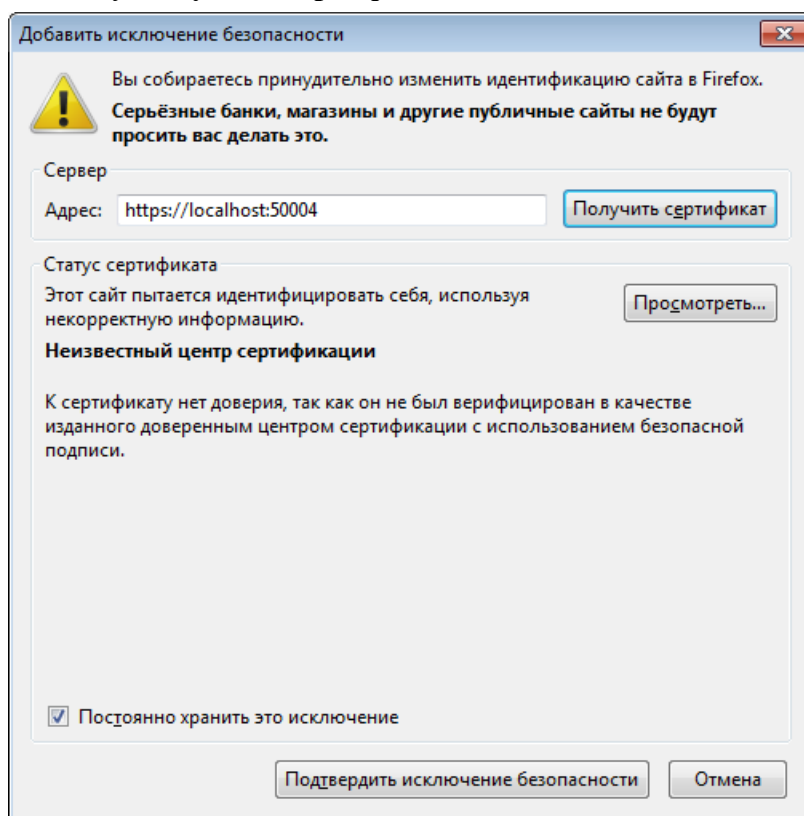 Добавить исключение безопасности
Вы собираетесь принудительно изменить идентификацию сайта в Firefox.
Серьёзные банки, магазины и другие публичные сайты не будут
просить вас делать это.
Сервер
Адрес: https://localhost:50004 Получить сертификат
Статус сертификата
Этот сайт пытается идентифицировать себя, используя
некорректную информацию.
Просмотреть...
Неизвестный центр сертификации
К сертификату нет доверия, так как он не был верифицирован в качестве
изданного доверенным центром сертификации с использованием безопасной
подписи.
Постоянно хранить это исключение
Подтвердить исключение безопасности Отмена